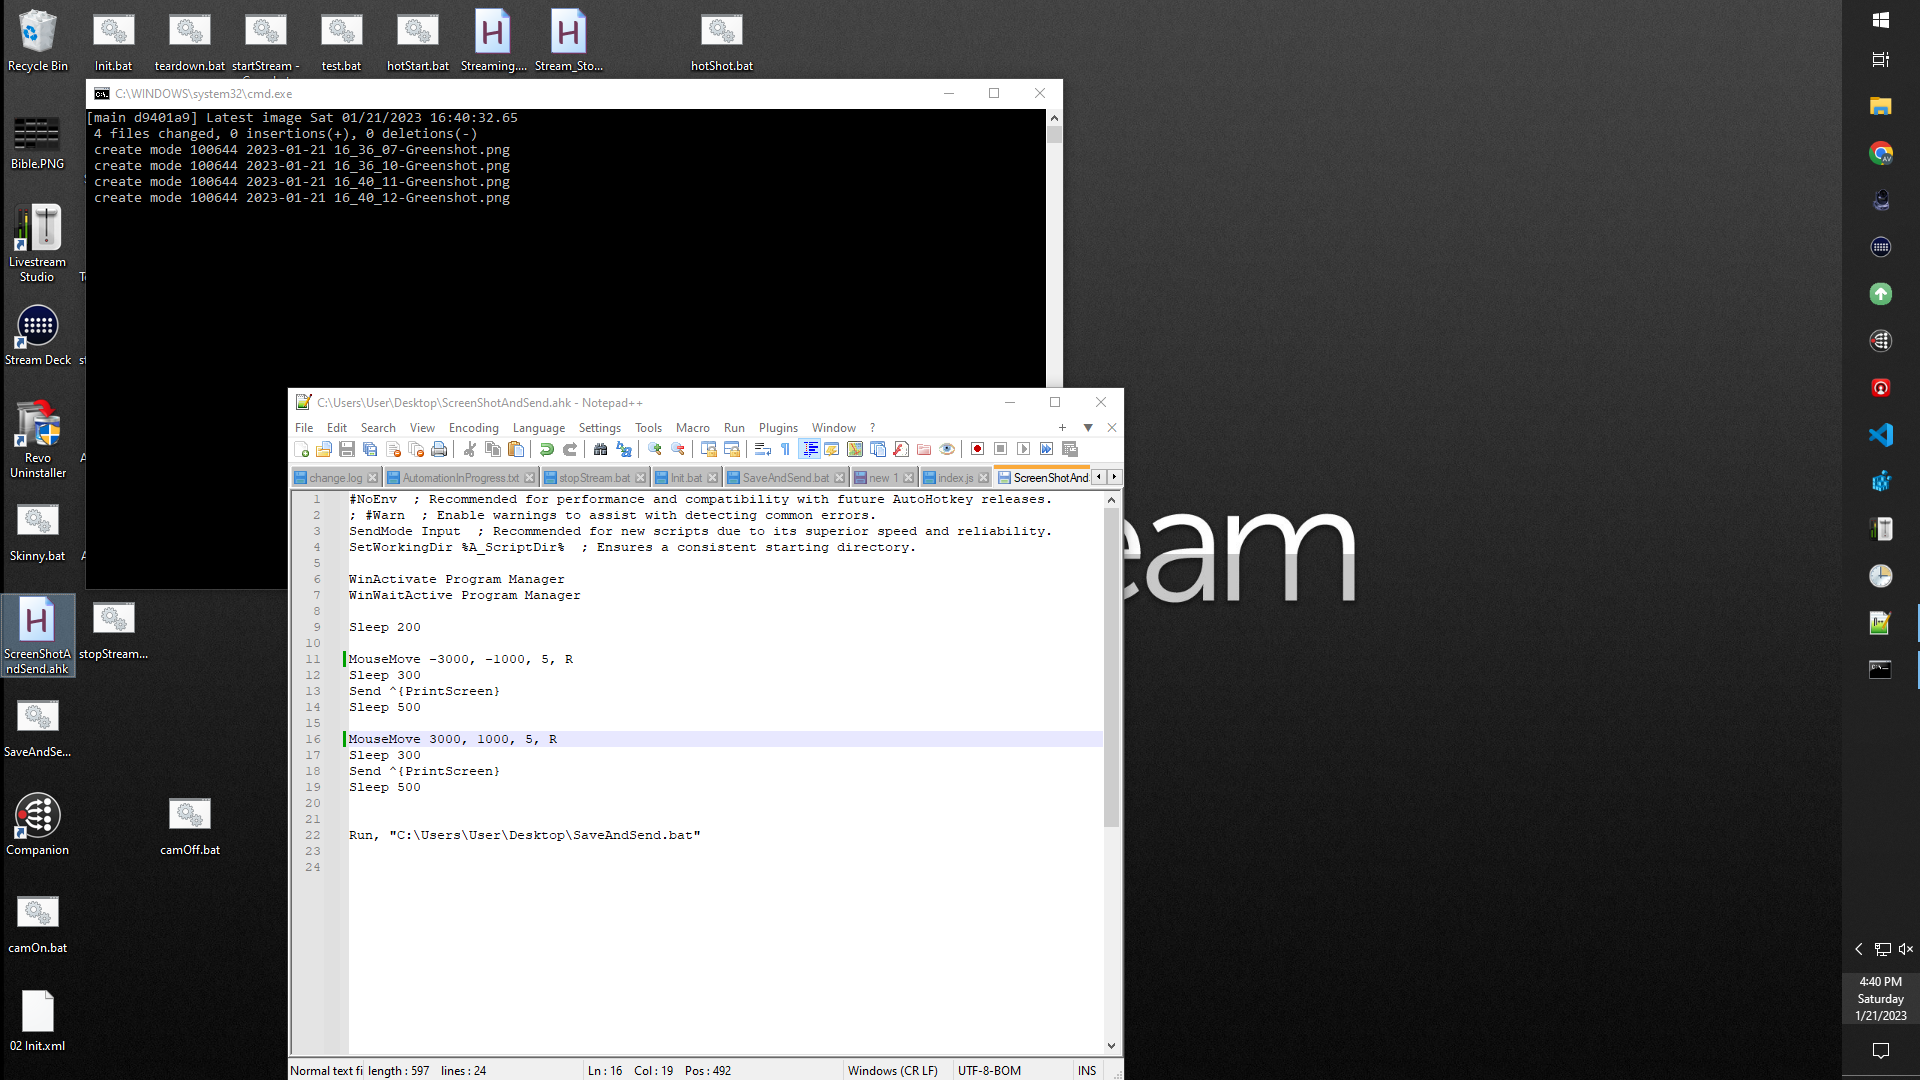 Recycle Bin
Init.bat
teardown.bat
startStream -
test.bat
hotStart.bat
Streaming....
Stream_Sto...
hotShot.bat
C:\WINDOWS\system32\cmd.exe
[main d9401a9] Latest image Sat 01/21/2023 16:40:32.65
4 files changed, 0 insertions(+), 0 deletions(-)
create mode 100644 2023-01-21 16_36_07-Greenshot.png
create mode 100644 2023-01-21 16_36_10-Greenshot.png
create mode 100644 2023-01-21 16_40_11-Greenshot.png
create mode 100644 2023-01-21 16_40_12-Greenshot.png
Bible.PNG
Livestream
Studio
Stream Deck
Revo
Uninstaller
Skinny.bat
ScreenShotA
ndSend.ahk
stopStream...
SaveAndSe...
Companion
camOff.bat
camOn.bat
02 Init.xml
C:\Users\User\Desktop\ScreenShotAndSend.ahk - Notepad++
File Edit Search View Encoding Language Settings Tools Macro Run Plugins Window ?
change.log
AutomationInProgress.txt
stopStream.bat
Init.bat
SaveAndSend.bat
new 1
index.js
ScreenShotAnd
1 #NoEnv  ; Recommended for performance and compatibility with future AutoHotkey releases.
2 ; #Warn  ; Enable warnings to assist with detecting common errors.
3 SendMode Input  ; Recommended for new scripts due to its superior speed and reliability.
4 SetWorkingDir %A_ScriptDir%  ; Ensures a consistent starting directory.
5
6 WinActivate Program Manager
7 WinWaitActive Program Manager
8
9 Sleep 200
10
11 MouseMove -3000, -1000, 5, R
12 Sleep 300
13 Send ^{PrintScreen}
14 Sleep 500
15
16 MouseMove 3000, 1000, 5, R
17 Sleep 300
18 Send ^{PrintScreen}
19 Sleep 500
20
21
22 Run, "C:\Users\User\Desktop\SaveAndSend.bat"
23
24
Normal text fi length : 597 lines : 24 Ln : 16 Col : 19 Pos : 492 Windows (CR LF) UTF-8-BOM INS
eam
4:40 PM
Saturday
1/21/2023